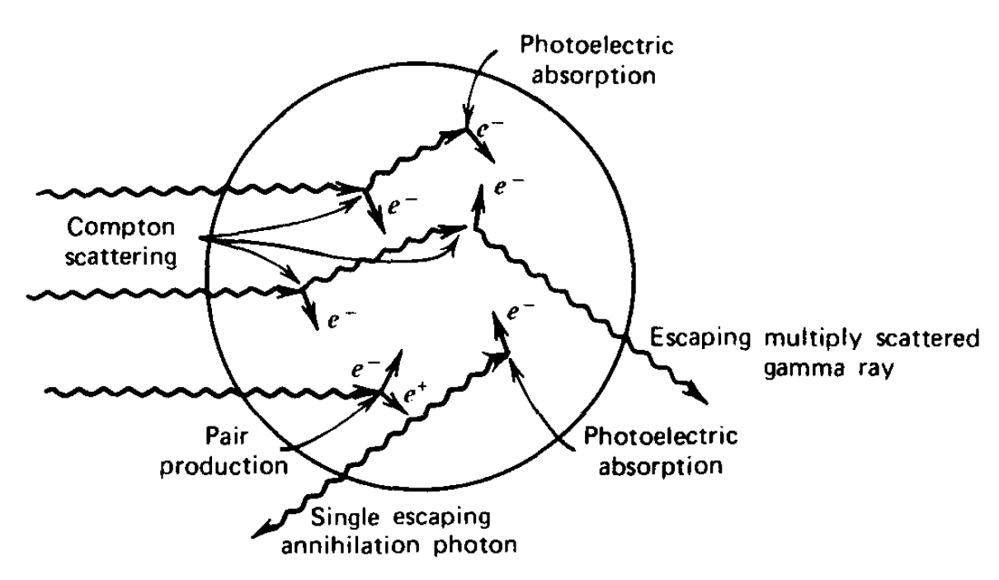 Photoelectric
absorption
e⁻
e⁻
e⁻
Compton
scattering
e⁻
e⁻
Escaping multiply scattered
gamma ray
e⁻
e⁺
Pair
production
Photoelectric
absorption
Single escaping
annihilation photon